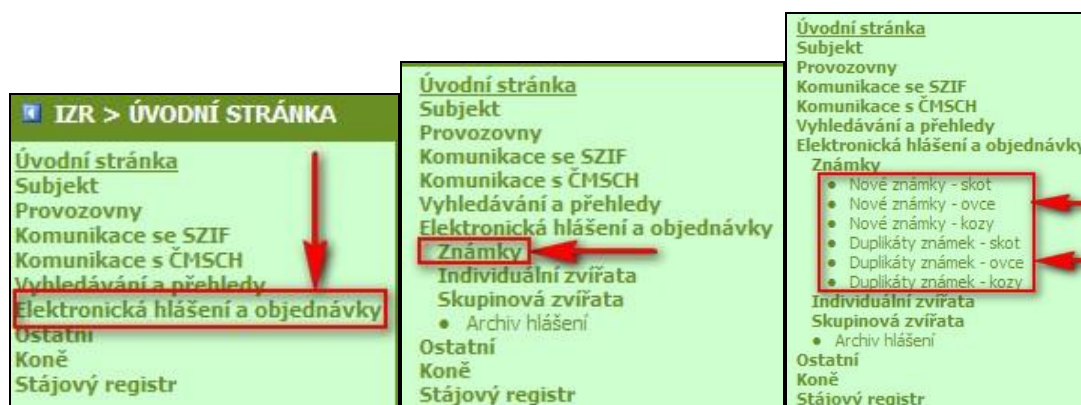 IZR > ÚVODNÍ STRÁNKA
Úvodní stránka
Subjekt
Provozovny
Komunikace se SZIF
Komunikace s ČMSCH
Vyhledávání a přehledy
Elektronická hlášení a objednávky
Ostatní
Koně
Stájový registr
Úvodní stránka
Subjekt
Provozovny
Komunikace se SZIF
Komunikace s ČMSCH
Vyhledávání a přehledy
Elektronická hlášení a objednávky
Známky
Individuální zvířata
Skupinová zvířata
• Archiv hlášení
Ostatní
Koně
Stájový registr
Úvodní stránka
Subjekt
Provozovny
Komunikace se SZIF
Komunikace s ČMSCH
Vyhledávání a přehledy
Elektronická hlášení a objednávky
Známky
• Nové známky - skot
• Nové známky - ovce
• Nové známky - kozy
• Duplikáty známek - skot
• Duplikáty známek - ovce
• Duplikáty známek - kozy
Individuální zvířata
Skupinová zvířata
• Archiv hlášení
Ostatní
Koně
Stájový registr